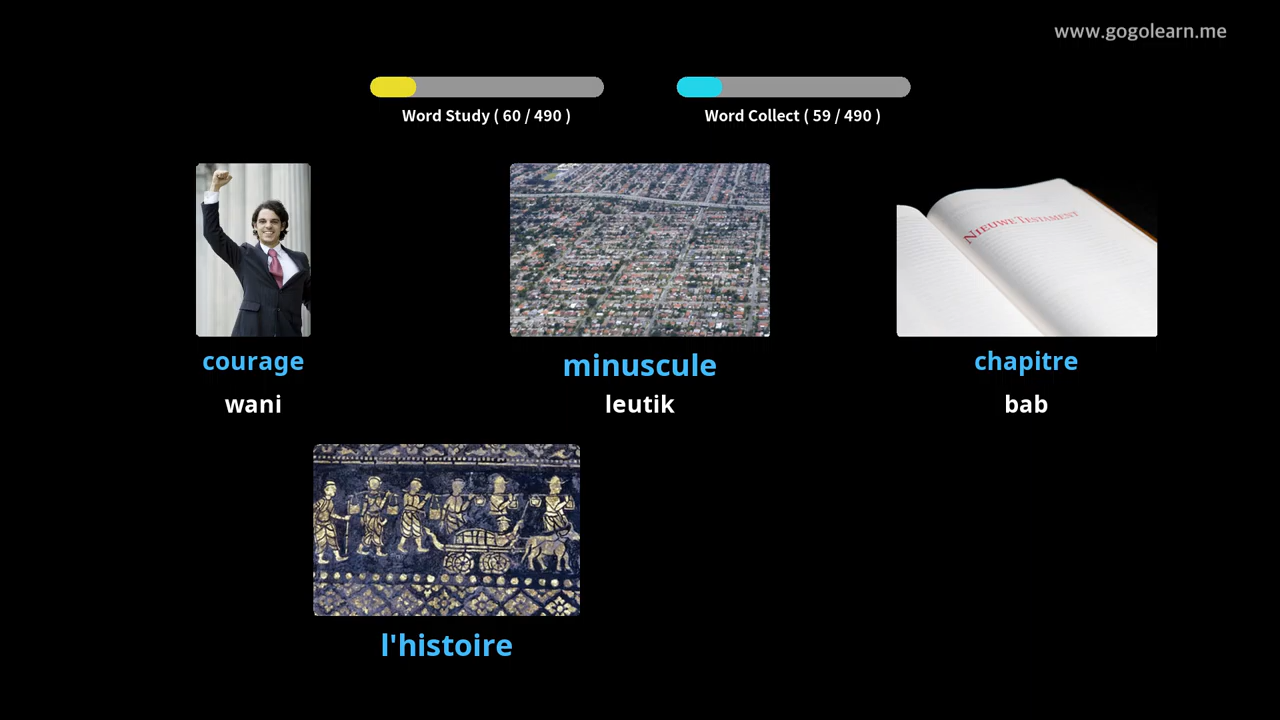 www.gogolearn.me
Word Study ( 60 / 490 )
Word Collect ( 59 / 490 )
NIEUWE TESTAMENT
courage
minuscule
chapitre
wani
leutik
bab
l'histoire